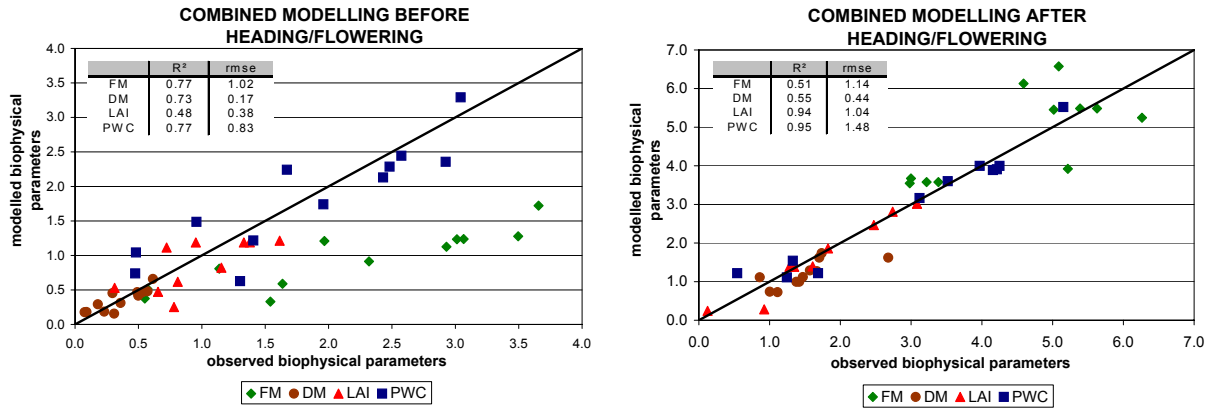 COMBINED MODELLING BEFORE
HEADING/FLOWERING
4.0
3.5
3.0
2.5
2.0
1.5
1.0
0.5
0.0
modelled biophysical
parameters
R² rmse
FM 0.77 1.02
DM 0.73 0.17
LAI 0.48 0.38
PWC 0.77 0.83
0.0 0.5 1.0 1.5 2.0 2.5 3.0 3.5 4.0
observed biophysical parameters
FM DM LAI PWC
COMBINED MODELLING AFTER
HEADING/FLOWERING
7.0
6.0
5.0
4.0
3.0
2.0
1.0
0.0
modelled biophysical
parameters
R² rmse
FM 0.51 1.14
DM 0.55 0.44
LAI 0.94 1.04
PWC 0.95 1.48
0.0 1.0 2.0 3.0 4.0 5.0 6.0 7.0
observed biophysical parameters
FM DM LAI PWC